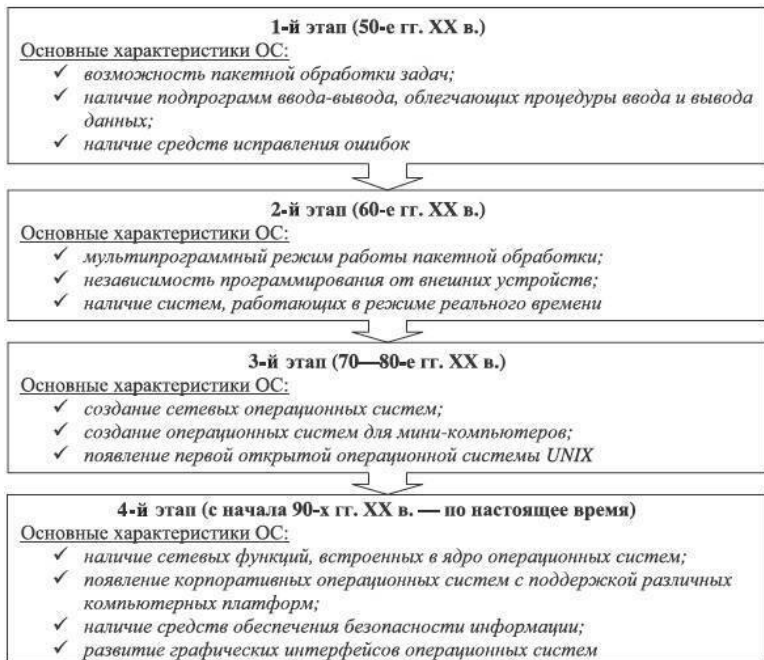 1-й этап (50-е гг. XX в.)
Основные характеристики ОС:
✓ возможность пакетной обработки задач;
✓ наличие подпрограмм ввода-вывода, облегчающих процедуры ввода и вывода
данных;
✓ наличие средств исправления ошибок
2-й этап (60-е гг. XX в.)
Основные характеристики ОС:
✓ мультипрограммный режим работы пакетной обработки;
✓ независимость программирования от внешних устройств;
✓ наличие систем, работающих в режиме реального времени
3-й этап (70—80-е гг. XX в.)
Основные характеристики ОС:
✓ создание сетевых операционных систем;
✓ создание операционных систем для мини-компьютеров;
✓ появление первой открытой операционной системы UNIX
4-й этап (с начала 90-х гг. XX в. — по настоящее время)
Основные характеристики ОС:
✓ наличие сетевых функций, встроенных в ядро операционных систем;
✓ появление корпоративных операционных систем с поддержкой различных
компьютерных платформ;
✓ наличие средств обеспечения безопасности информации;
✓ развитие графических интерфейсов операционных систем